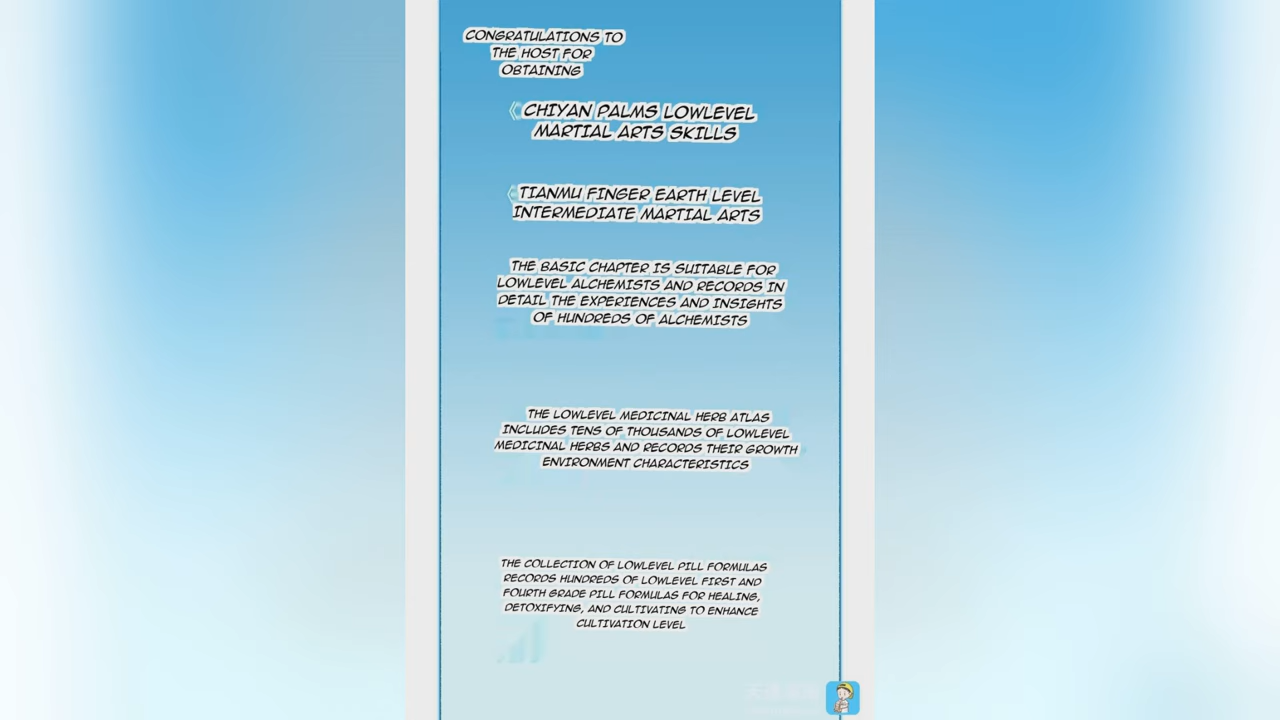 CONGRATULATIONS TO
THE HOST FOR
OBTAINING
《CHIYAN PALMS LOWLEVEL
MARTIAL ARTS SKILLS
《TIANMU FINGER EARTH LEVEL
INTERMEDIATE MARTIAL ARTS
THE BASIC CHAPTER IS SUITABLE FOR
LOWLEVEL ALCHEMISTS AND RECORDS IN
DETAIL THE EXPERIENCES AND INSIGHTS
OF HUNDREDS OF ALCHEMISTS
THE LOWLEVEL MEDICINAL HERB ATLAS
INCLUDES TENS OF THOUSANDS OF LOWLEVEL
MEDICINAL HERBS AND RECORDS THEIR GROWTH
ENVIRONMENT CHARACTERISTICS
THE COLLECTION OF LOWLEVEL PILL FORMULAS
RECORDS HUNDREDS OF LOWLEVEL FIRST AND
FOURTH GRADE PILL FORMULAS FOR HEALING,
DETOXIFYING, AND CULTIVATING TO ENHANCE
CULTIVATION LEVEL